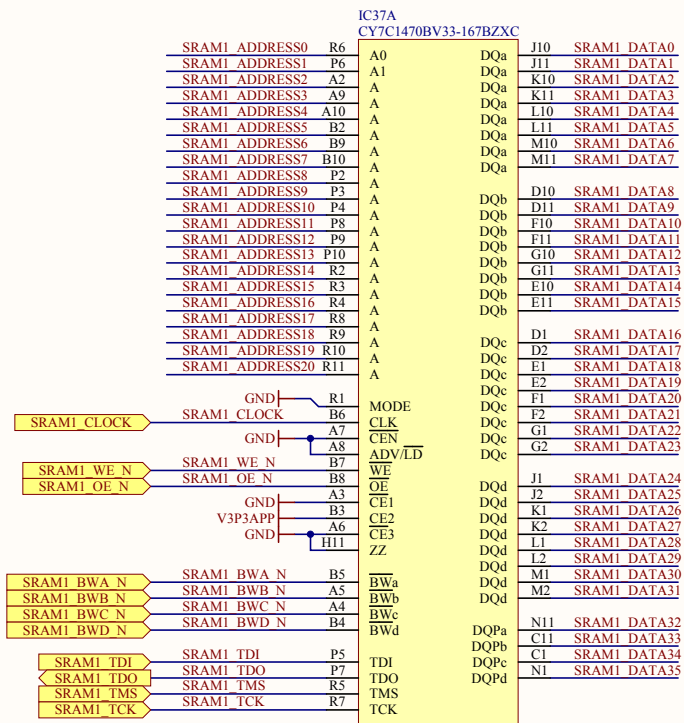 IC37A
CY7C1470BV33-167BZXC
SRAM1_ADDRESS0 R6 A0 DQa J10 SRAM1_DATA0
SRAM1_ADDRESS1 P6 A1 DQa J11 SRAM1_DATA1
SRAM1_ADDRESS2 A2 A DQa K10 SRAM1_DATA2
SRAM1_ADDRESS3 A9 A DQa K11 SRAM1_DATA3
SRAM1_ADDRESS4 A10 A DQa L10 SRAM1_DATA4
SRAM1_ADDRESS5 B2 A DQa L11 SRAM1_DATA5
SRAM1_ADDRESS6 B9 A DQa M10 SRAM1_DATA6
SRAM1_ADDRESS7 B10 A DQa M11 SRAM1_DATA7
SRAM1_ADDRESS8 P2 A
SRAM1_ADDRESS9 P3 A DQb D10 SRAM1_DATA8
SRAM1_ADDRESS10 P4 A DQb D11 SRAM1_DATA9
SRAM1_ADDRESS11 P8 A DQb F10 SRAM1_DATA10
SRAM1_ADDRESS12 P9 A DQb F11 SRAM1_DATA11
SRAM1_ADDRESS13 P10 A DQb G10 SRAM1_DATA12
SRAM1_ADDRESS14 R2 A DQb G11 SRAM1_DATA13
SRAM1_ADDRESS15 R3 A DQb E10 SRAM1_DATA14
SRAM1_ADDRESS16 R4 A DQb E11 SRAM1_DATA15
SRAM1_ADDRESS17 R8 A
SRAM1_ADDRESS18 R9 A DQc D1 SRAM1_DATA16
SRAM1_ADDRESS19 R10 A DQc D2 SRAM1_DATA17
SRAM1_ADDRESS20 R11 A DQc E1 SRAM1_DATA18
DQc E2 SRAM1_DATA19
GND R1 MODE DQc F1 SRAM1_DATA20
SRAM1_CLOCK SRAM1_CLOCK B6 CLK DQc F2 SRAM1_DATA21
GND A7 CEN DQc G1 SRAM1_DATA22
A8 ADV/LD DQc G2 SRAM1_DATA23
SRAM1_WE_N SRAM1_WE_N B7 WE
SRAM1_OE_N SRAM1_OE_N B8 OE DQd J1 SRAM1_DATA24
GND A3 CE1 DQd J2 SRAM1_DATA25
V3P3APP B3 CE2 DQd K1 SRAM1_DATA26
GND A6 CE3 DQd K2 SRAM1_DATA27
H11 ZZ DQd L1 SRAM1_DATA28
DQd L2 SRAM1_DATA29
SRAM1_BWA_N SRAM1_BWA_N B5 BWa DQd M1 SRAM1_DATA30
SRAM1_BWB_N SRAM1_BWB_N A5 BWb DQd M2 SRAM1_DATA31
SRAM1_BWC_N SRAM1_BWC_N A4 BWc
SRAM1_BWD_N SRAM1_BWD_N B4 BWd DQPa N11 SRAM1_DATA32
DQPb C11 SRAM1_DATA33
SRAM1_TDI SRAM1_TDI P5 TDI DQPc C1 SRAM1_DATA34
SRAM1_TDO SRAM1_TDO P7 TDO DQPd N1 SRAM1_DATA35
SRAM1_TMS SRAM1_TMS R5 TMS
SRAM1_TCK SRAM1_TCK R7 TCK